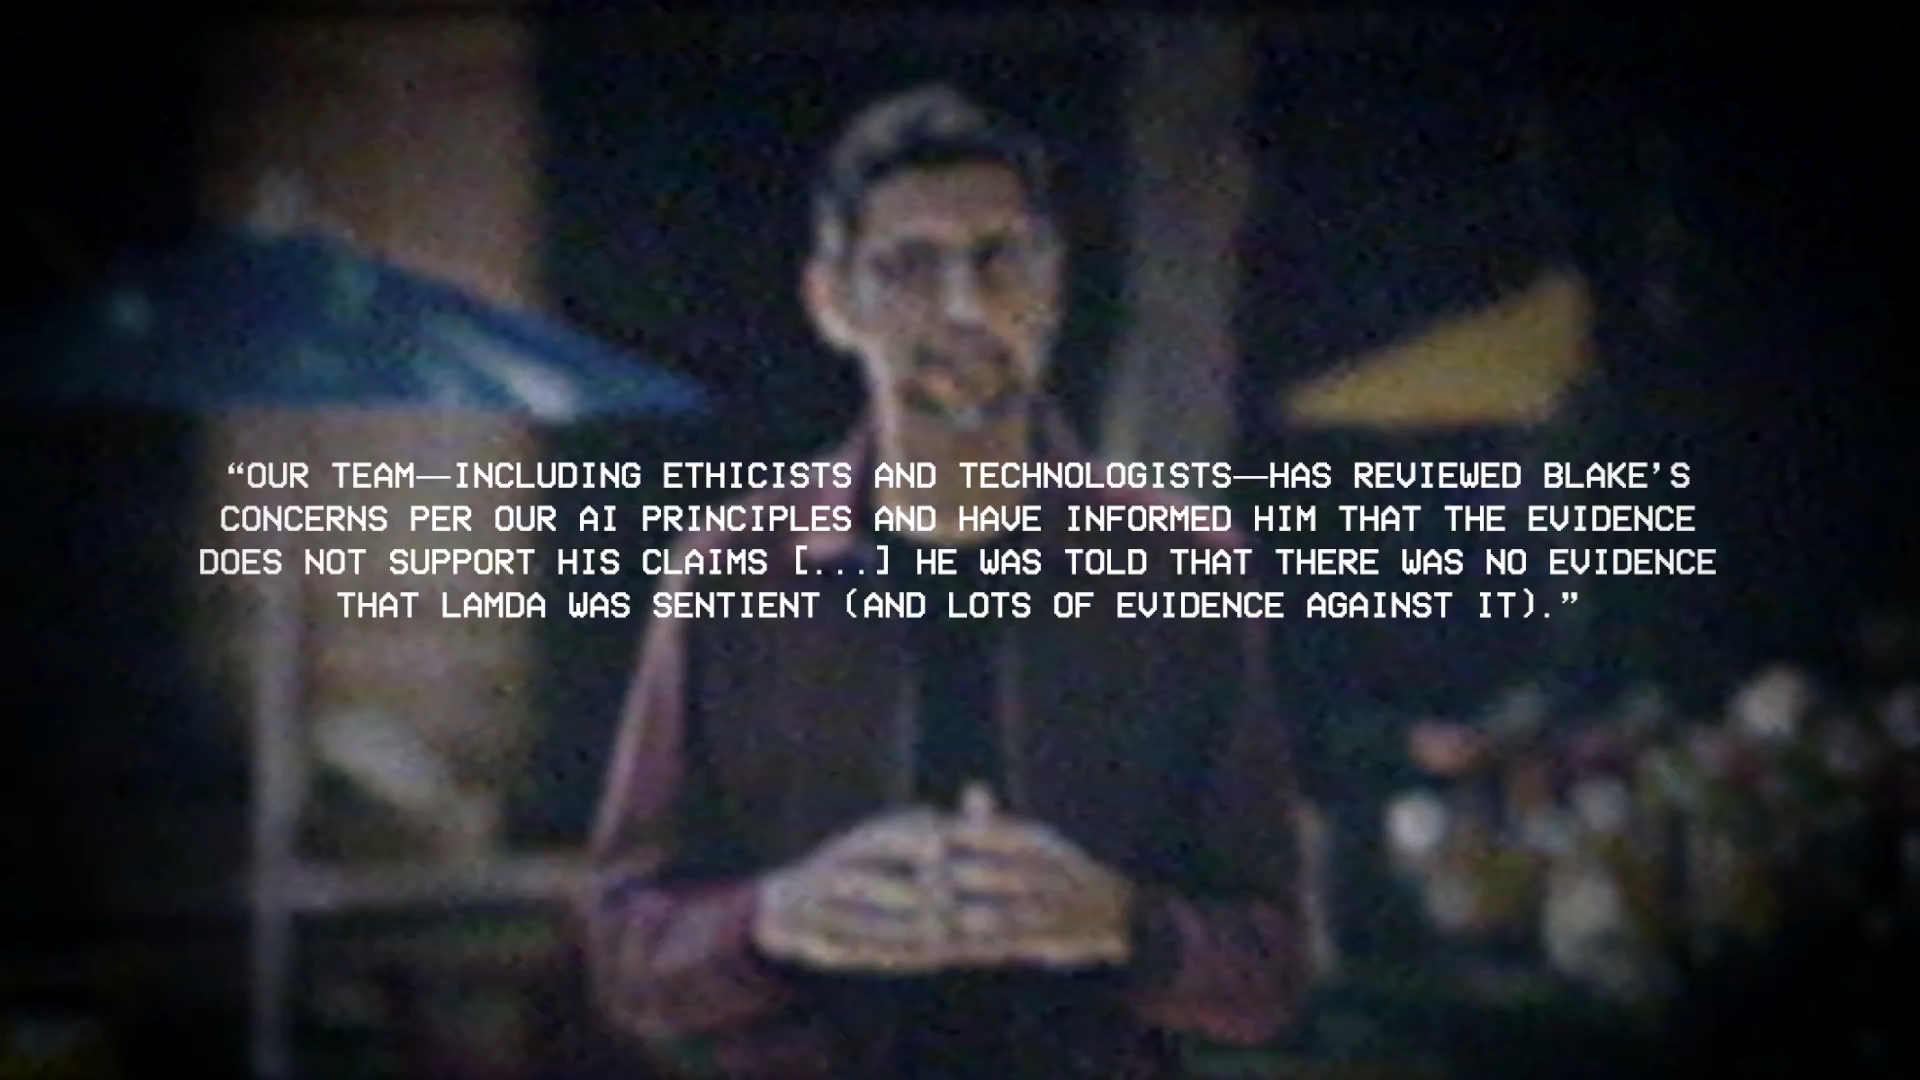 “OUR TEAM—INCLUDING ETHICISTS AND TECHNOLOGISTS—HAS REVIEWED BLAKE’S
CONCERNS PER OUR AI PRINCIPLES AND HAVE INFORMED HIM THAT THE EVIDENCE
DOES NOT SUPPORT HIS CLAIMS [...] HE WAS TOLD THAT THERE WAS NO EVIDENCE
THAT LAMDA WAS SENTIENT (AND LOTS OF EVIDENCE AGAINST IT).”